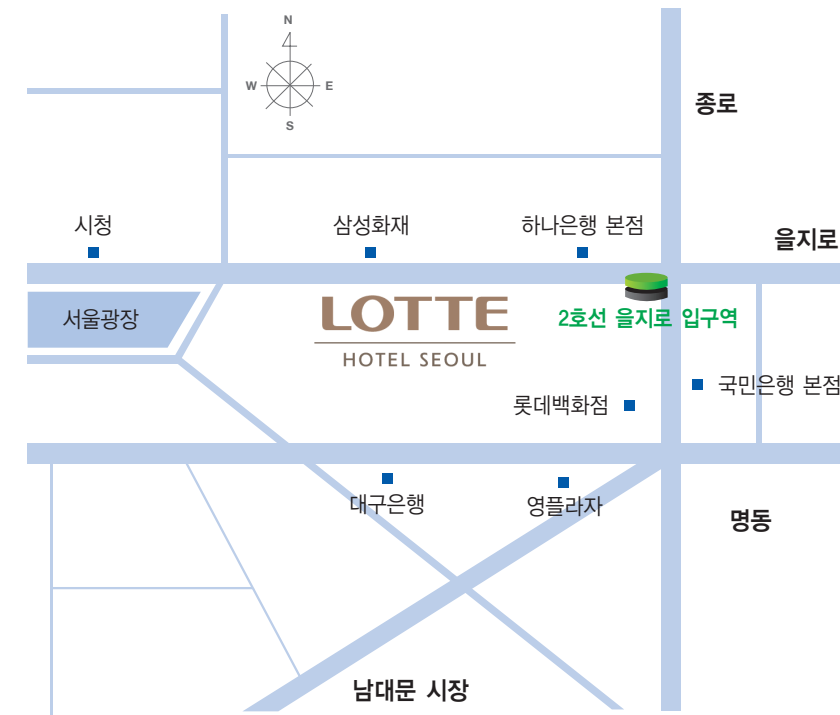 N
W
E
S
종로
시청
삼성화재
하나은행 본점
을지로
서울광장
LOTTE
HOTEL SEOUL
2호선 을지로 입구역
국민은행 본점
롯데백화점
대구은행
영플라자
명동
남대문 시장